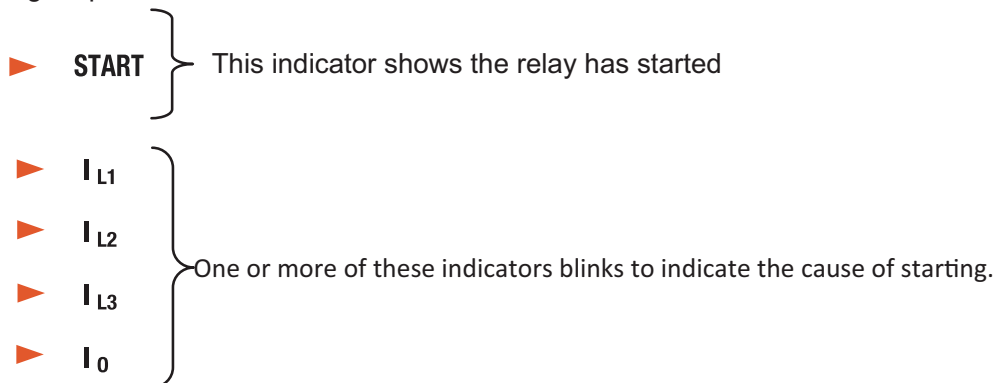 START This indicator shows the relay has started
I L1
I L2
One or more of these indicators blinks to indicate the cause of starting.
I L3
I 0